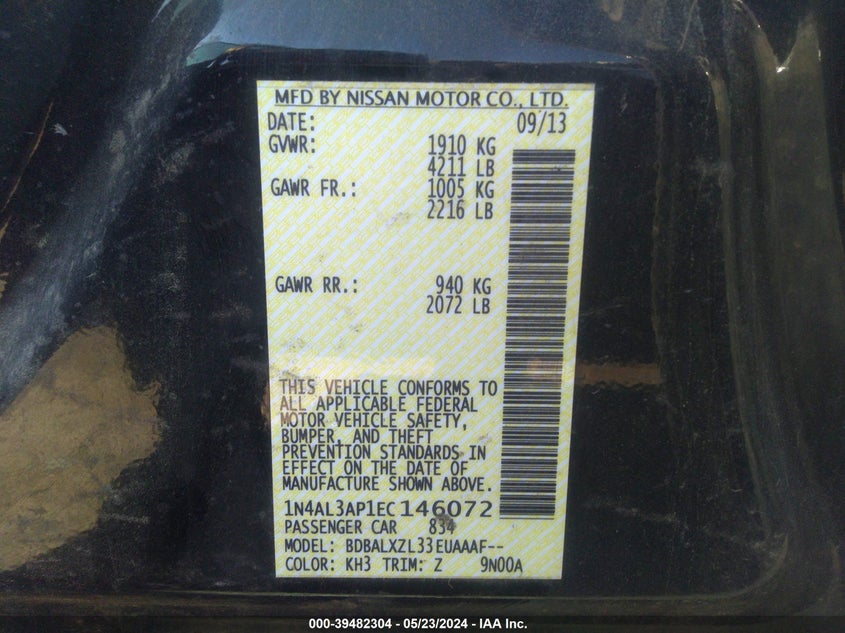 MFD BY NISSAN MOTOR CO., LTD.
DATE: 09/13
GVWR: 1910 KG
4211 LB
GAWR FR.: 1005 KG
2216 LB
GAWR RR.: 940 KG
2072 LB
THIS VEHICLE CONFORMS TO
ALL APPLICABLE FEDERAL
MOTOR VEHICLE SAFETY,
BUMPER, AND THEFT
PREVENTION STANDARDS IN
EFFECT ON THE DATE OF
MANUFACTURE SHOWN ABOVE.
1N4AL3AP1EC146072
PASSENGER CAR 834
MODEL: BDBALXZL33EUAAAF--
COLOR: KH3 TRIM: Z 9N00A
000-39482304 - 05/23/2024 - IAA Inc.